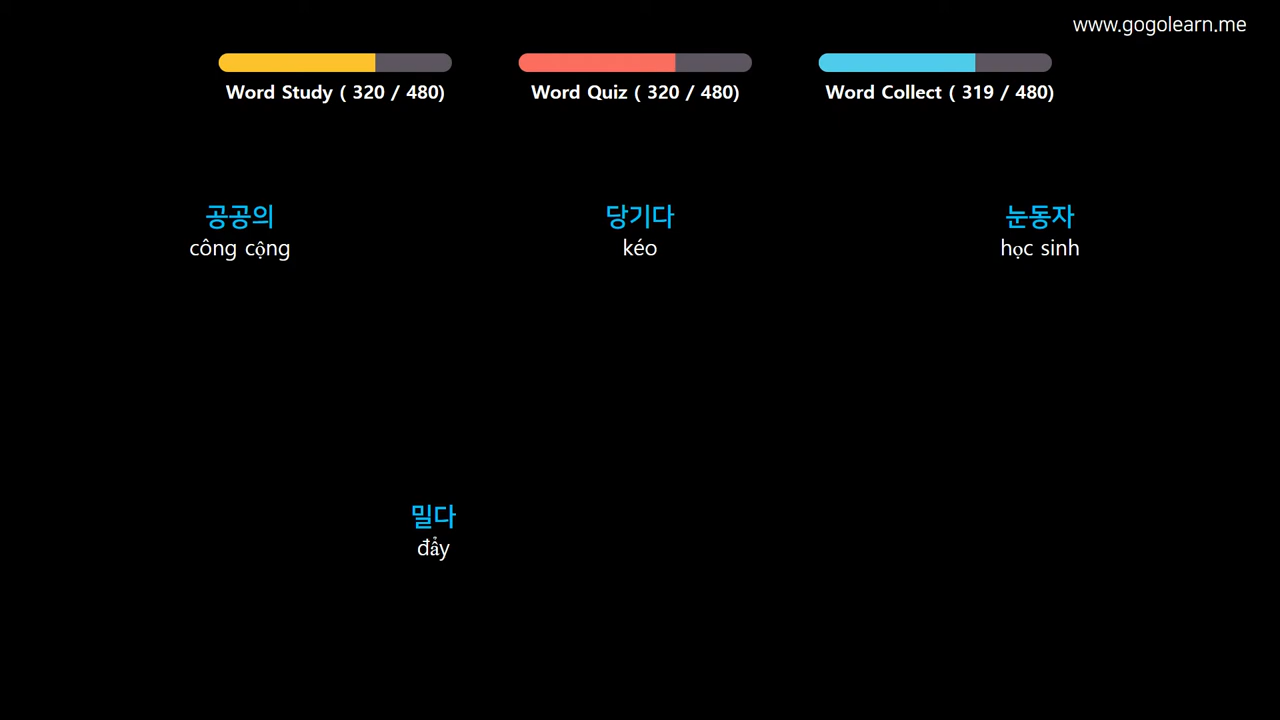 www.gogolearn.me
Word Study ( 320 / 480)
Word Quiz ( 320 / 480)
Word Collect ( 319 / 480)
공공의
công cộng
당기다
kéo
눈동자
học sinh
밀다
đẩy